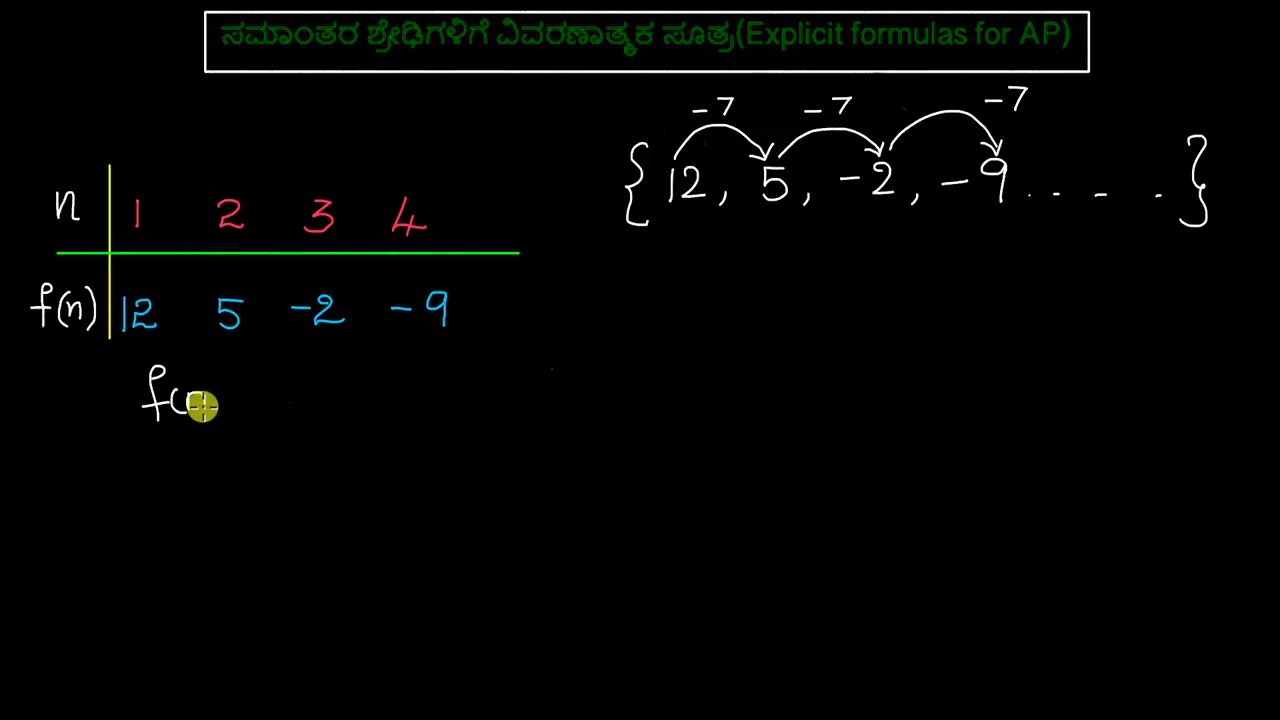 ಸಮಾಂತರ ಶ್ರೇಢಿಗಳಿಗೆ ವಿವರಣಾತ್ಮಕ ಸೂತ್ರ(Explicit formulas for AP)
-7 -7 -7
{12, 5, -2, -9 . - - . }
n 1 2 3 4
f(n) 12 5 -2 -9
f(